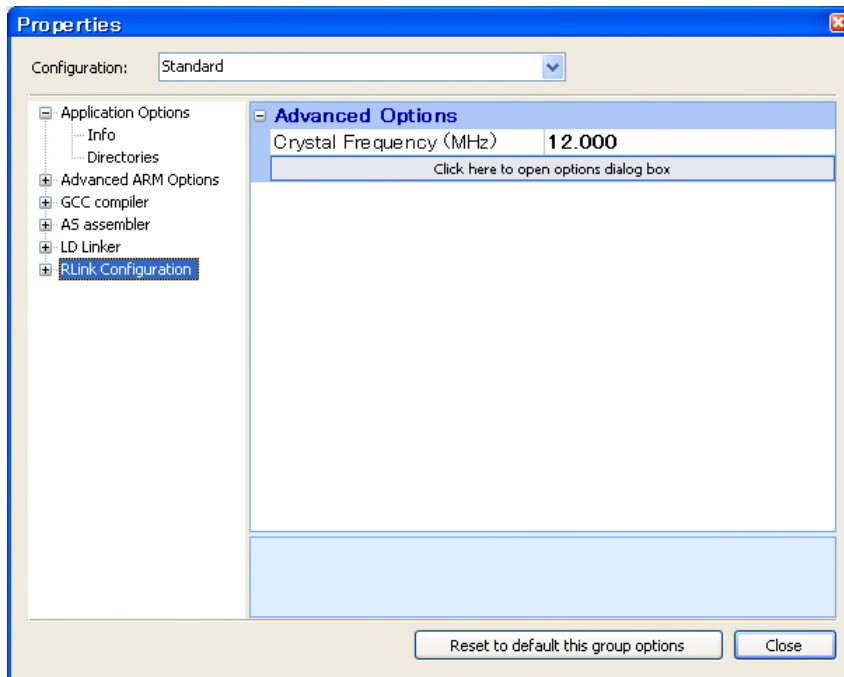 Properties
Configuration: Standard
Application Options
Info
Directories
Advanced ARM Options
GCC compiler
AS assembler
LD Linker
RLink Configuration
Advanced Options
Crystal Frequency (MHz) 12.000
Click here to open options dialog box
Reset to default this group options Close